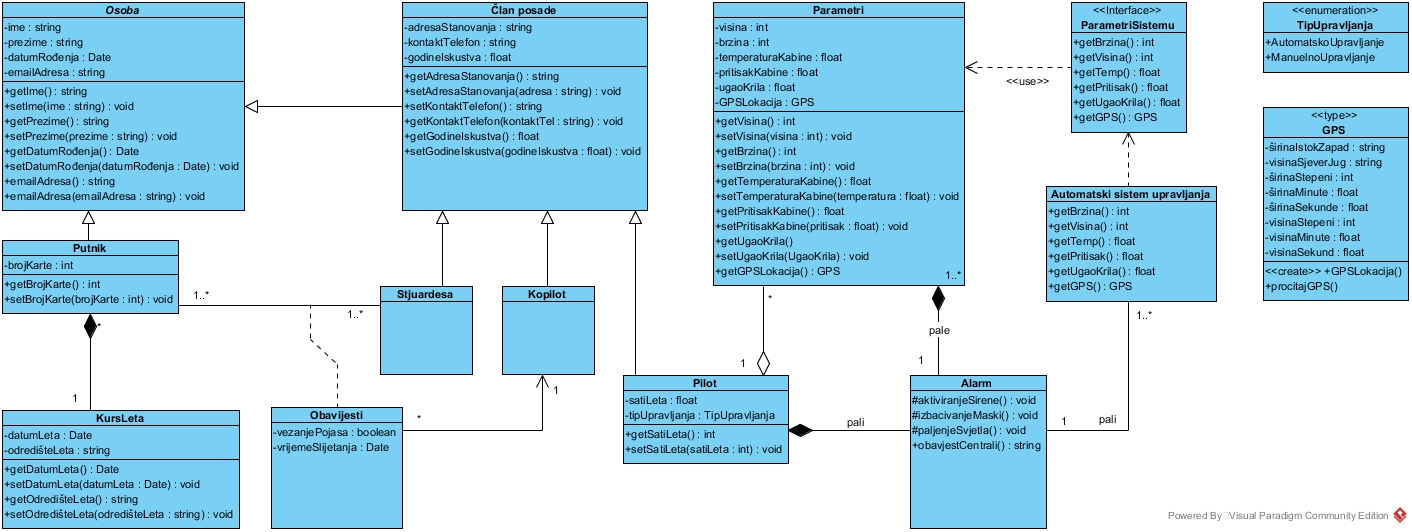 Osoba
-ime : string
-prezime : string
-datumRođenja : Date
-emailAdresa : string
+getIme() : string
+setIme(ime : string) : void
+getPrezime() : string
+setPrezime(prezime : string) : void
+getDatumRođenja() : Date
+setDatumRođenja(datumRođenja : Date) : void
+emailAdresa() : string
+emailAdresa(emailAdresa : string) : void
Član posade
-adresaStanovanja : string
-kontaktTelefon : string
-godineIskustva : float
+getAdresaStanovanja() : string
+setAdresaStanovanja(adresa : string) : void
+setKontaktTelefon() : string
+getKontaktTelefon(kontaktTel : string) : void
+getGodineIskustva() : float
+setGodineIskustva(godineIskustva : float) : void
Parametri
-visina : int
-brzina : int
-temperaturaKabine : float
-pritisakKabine : float
-ugaoKrila : float
-GPSLokacija : GPS
+getVisina() : int
+setVisina(visina : int) : void
+getBrzina() : int
+setBrzina(brzina : int) : void
+getTemperaturaKabine() : float
+setTemperaturaKabine(temperatura : float) : void
+getPritisakKabine() : float
+setPritisakKabine(pritisak : float) : void
+getUgaoKrila()
+setUgaoKrila(UgaoKrila) : void
+getGPSLokacija() : GPS
1..*
<<use>>
<<Interface>>
ParametriSistemu
+getBrzina() : int
+getVisina() : int
+getTemp() : float
+getPritisak() : float
+getUgaoKrila() : float
+getGPS() : GPS
<<enumeration>>
TipUpravljanja
+AutomatskoUpravljanje
+ManuelnoUpravljanje
<<type>>
GPS
-širinaIstokZapad : string
-visinaSjeverJug : string
-širinaStepeni : int
-širinaMinute : float
-širinaSekunde : float
-visinaStepeni : int
-visinaMinute : float
-visinaSekund : float
<<create>> +GPSLokacija()
+procitajGPS()
Automatski sistem upravljanja
+getBrzina() : int
+getVisina() : int
+getTemp() : float
+getPritisak() : float
+getUgaoKrila() : float
+getGPS() : GPS
1..*
Putnik
-brojKarte : int
+getBrojKarte() : int
+setBrojKarte(brojKarte : int) : void
1..*
1..*
Stjuardesa
Kopilot
*
*
pale
1
1
1
1
KursLeta
-datumLeta : Date
-odredišteLeta : string
+getDatumLeta() : Date
+setDatumLeta(datumLeta : Date) : void
+getOdredišteLeta() : string
+setOdredišteLeta(odredišteLeta : string) : void
Obavijesti
-vezanjePojasa : boolean
-vrijemeSlijetanja : Date
*
Pilot
-satiLeta : float
-tipUpravljanja : TipUpravljanja
+getSatiLeta() : int
+setSatiLeta(satiLeta : int) : void
pali
Alarm
#aktiviranjeSirene() : void
#izbacivanjeMaski() : void
#paljenjeSvjetla() : void
+obavjestCentrali() : string
1
pali
Powered By Visual Paradigm Community Edition